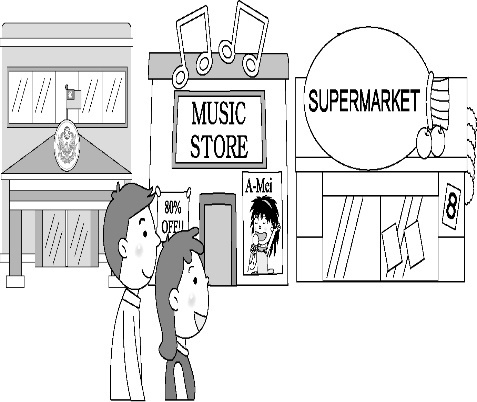 MUSIC
STORE
SUPERMARKET
A-Mei
80%
OFF!
8